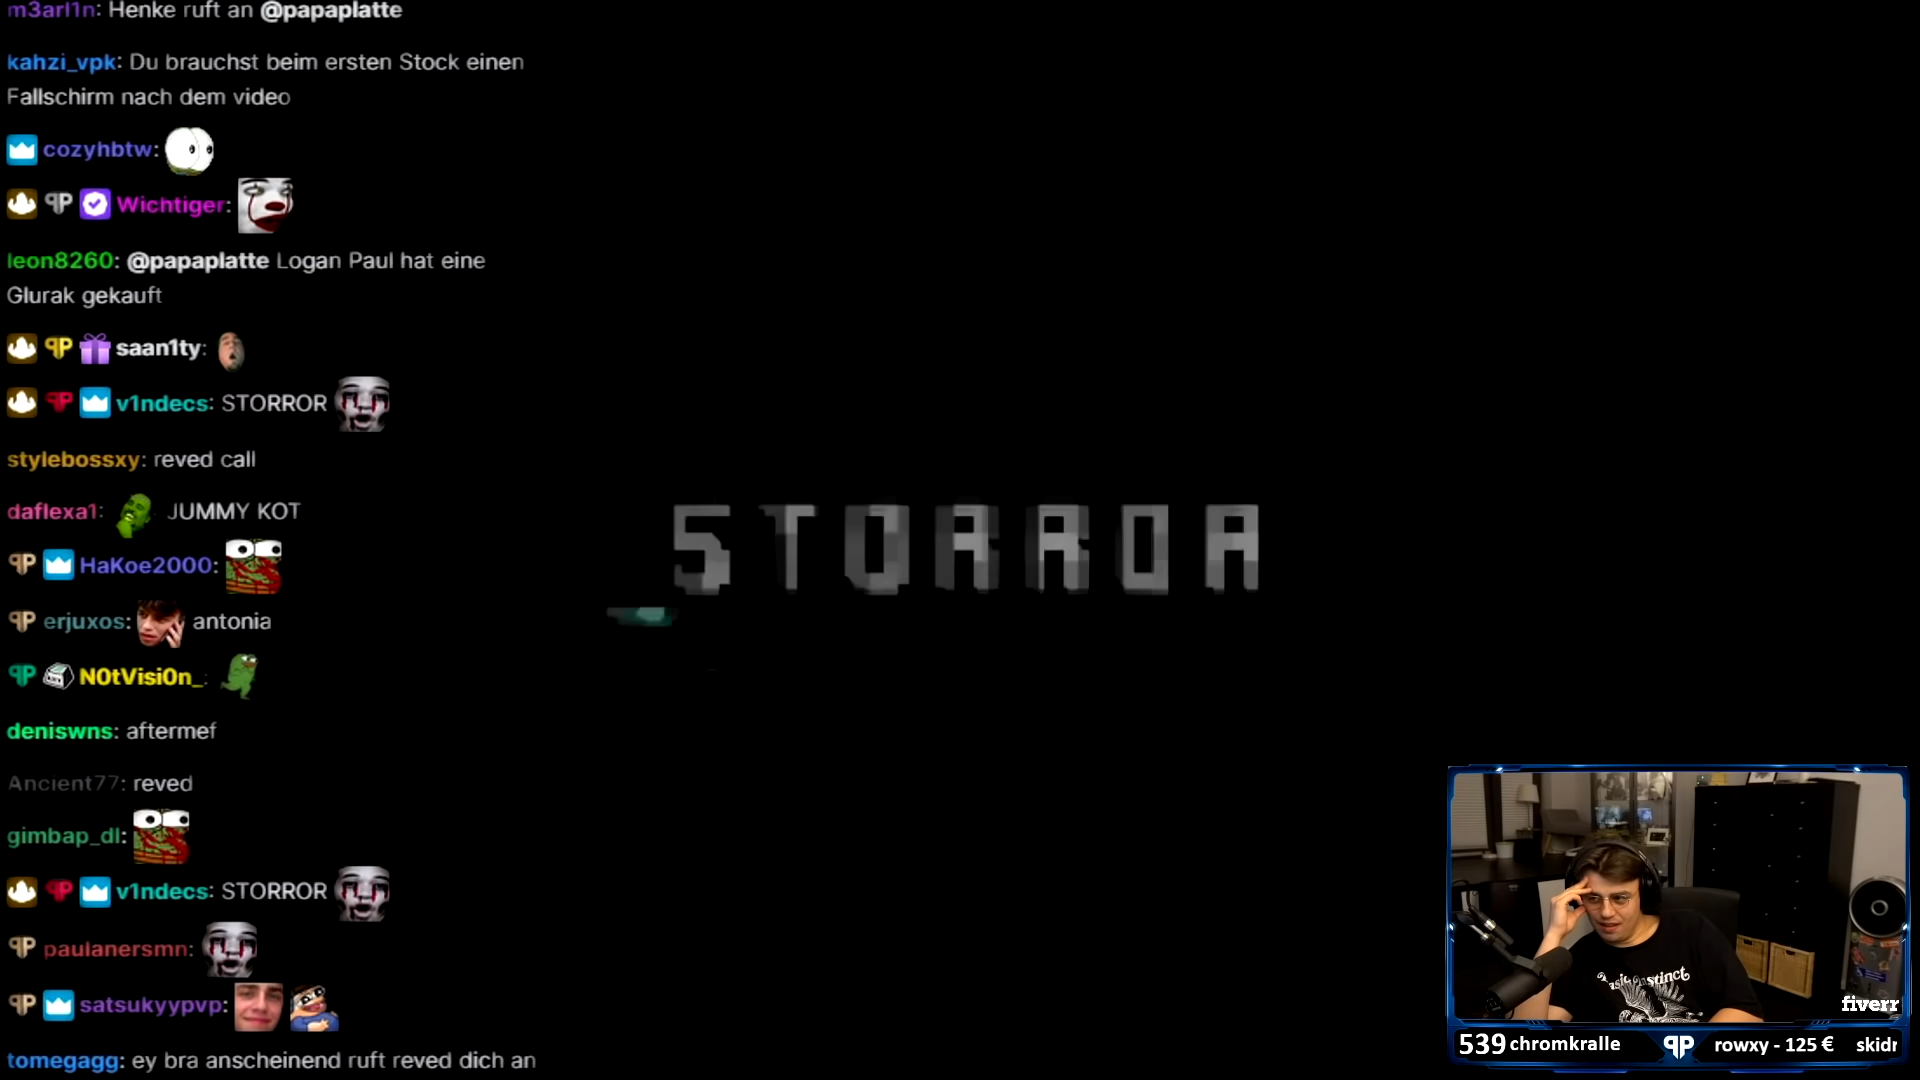 m3arl1n: Henke ruft an @papaplatte
kahzi_vpk: Du brauchst beim ersten Stock einen
Fallschirm nach dem video
cozyhbtw:
Wichtiger:
leon8260: @papaplatte Logan Paul hat eine
Glurak gekauft
saan1ty:
v1ndecs: STORROR
stylebossxy: reved call
daflexa1: JUMMY KOT
HaKoe2000:
erjuxos: antonia
N0tVisi0n_:
deniswns: aftermef
Ancient77: reved
gimbap_dl:
v1ndecs: STORROR
paulanersmn:
satsukyypvp:
tomegagg: ey bra anscheinend ruft reved dich an
STORROR
fiverr
539 chromkralle
rowxy - 125 €
skidr